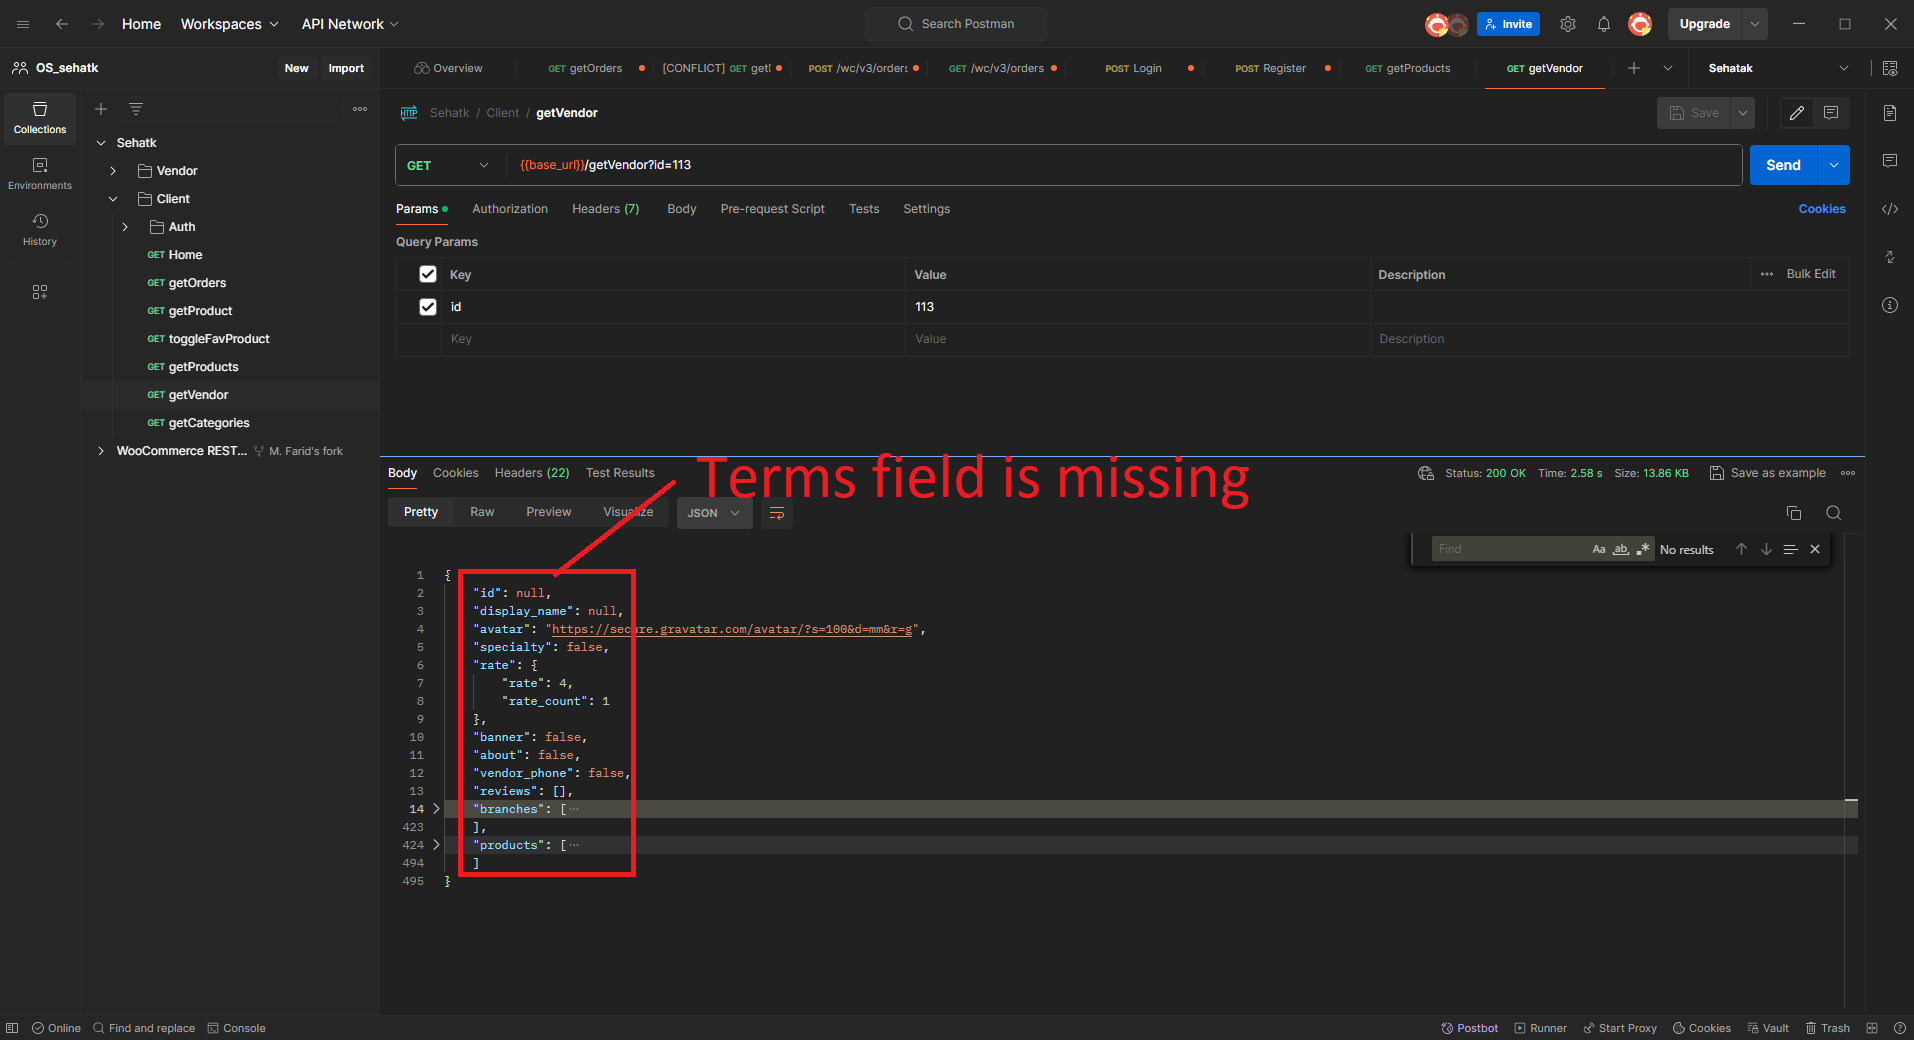 Home Workspaces API Network Search Postman Invite Upgrade
OS_sehatk New Import Overview GET getOrders [CONFLICT] GET getI POST /wc/v3/orders GET /wc/v3/orders POST Login POST Register GET getProducts GET getVendor Sehatak
Collections
Environments
History
Sehatk
Vendor
Client
Auth
GET Home
GET getOrders
GET getProduct
GET toggleFavProduct
GET getProducts
GET getVendor
GET getCategories
WooCommerce REST... M. Farid's fork
HTTP Sehatk / Client / getVendor Save
GET {{base_url}}/getVendor?id=113 Send
Params Authorization Headers (7) Body Pre-request Script Tests Settings Cookies
Query Params
Key Value Description Bulk Edit
id 113
Key Value Description
Terms field is missing
Body Cookies Headers (22) Test Results Status: 200 OK Time: 2.58 s Size: 13.86 KB Save as example
Pretty Raw Preview Visualize JSON
Find Aa ab .* No results
1 {
2 "id": null,
3 "display_name": null,
4 "avatar": "https://secure.gravatar.com/avatar/?s=100&d=mm&r=g",
5 "specialty": false,
6 "rate": {
7 "rate": 4,
8 "rate_count": 1
9 },
10 "banner": false,
11 "about": false,
12 "vendor_phone": false,
13 "reviews": [],
14 "branches": [ ...
423 ],
424 "products": [ ...
494 ]
495 }
Online Find and replace Console Postbot Runner Start Proxy Cookies Vault Trash